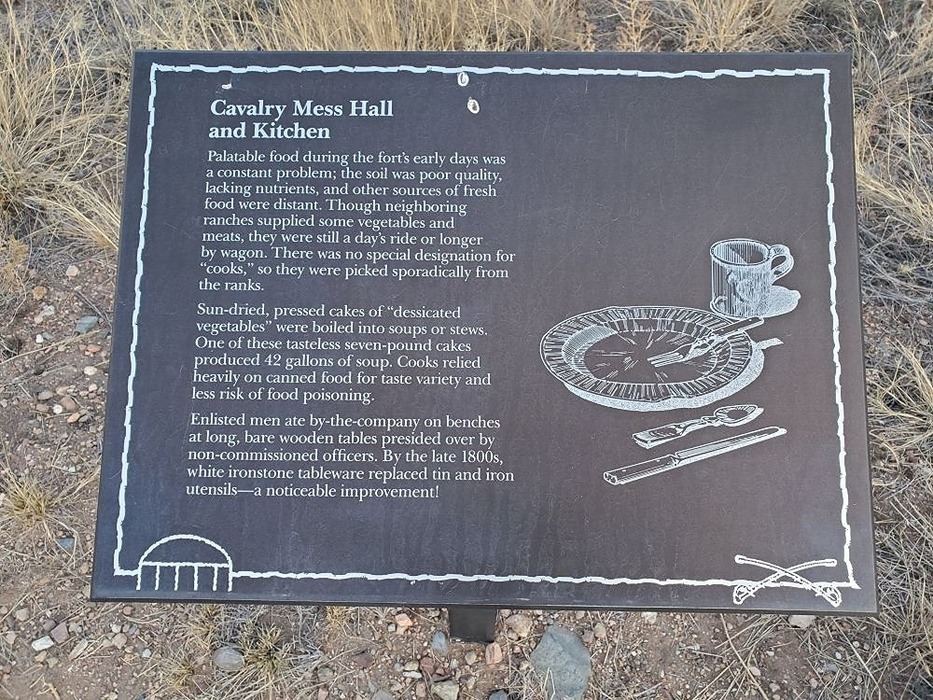 Cavalry Mess Hall
and Kitchen
Palatable food during the fort's early days was
a constant problem; the soil was poor quality,
lacking nutrients, and other sources of fresh
food were distant. Though neighboring
ranches supplied some vegetables and
meats, they were still a day's ride or longer
by wagon. There was no special designation for
“cooks,” so they were picked sporadically from
the ranks.
Sun-dried, pressed cakes of “dessicated
vegetables” were boiled into soups or stews.
One of these tasteless seven-pound cakes
produced 42 gallons of soup. Cooks relied
heavily on canned food for taste variety and
less risk of food poisoning.
Enlisted men ate by-the-company on benches
at long, bare wooden tables presided over by
non-commissioned officers. By the late 1800s,
white ironstone tableware replaced tin and iron
utensils—a noticeable improvement!